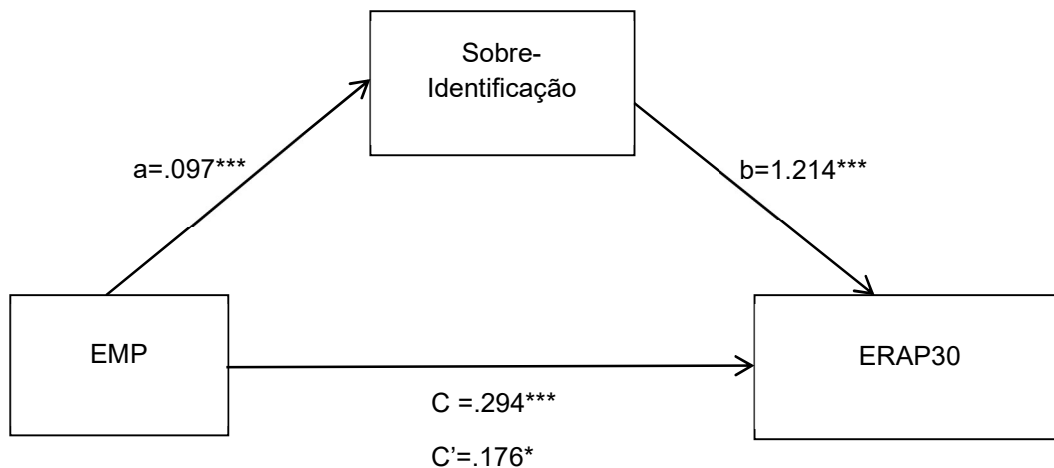 Sobre-
Identificação
a=.097***
b=1.214***
EMP
ERAP30
C =.294***
C’=.176*